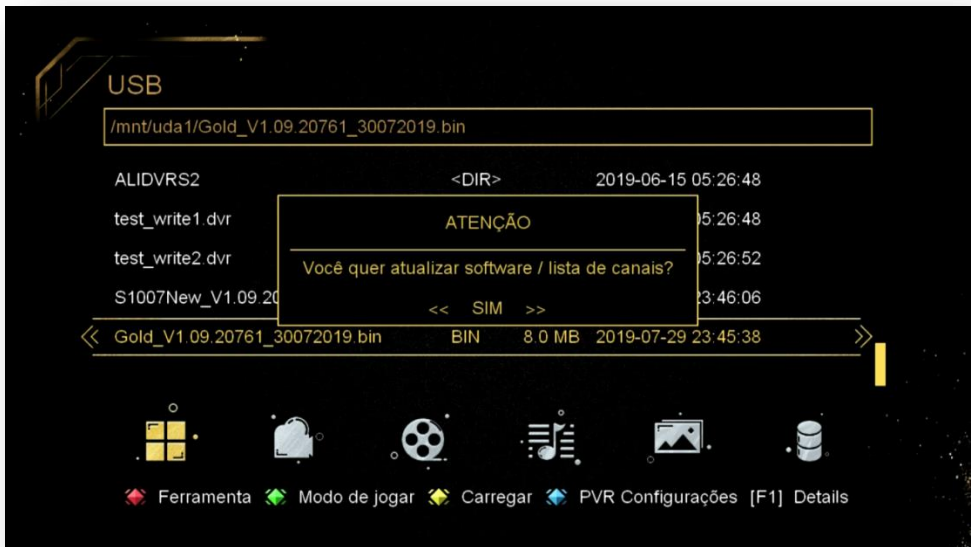 USB
/mnt/uda1/Gold_V1.09.20761_30072019.bin
ALIDVRS2 <DIR> 2019-06-15 05:26:48
test_write1.dvr 05:26:48
ATENÇÃO
test_write2.dvr 05:26:52
Você quer atualizar software / lista de canais?
S1007New_V1.09.20 23:46:06
<< SIM >>
Gold_V1.09.20761_30072019.bin BIN 8.0 MB 2019-07-29 23:45:38
Ferramenta Modo de jogar Carregar PVR Configurações [F1] Details